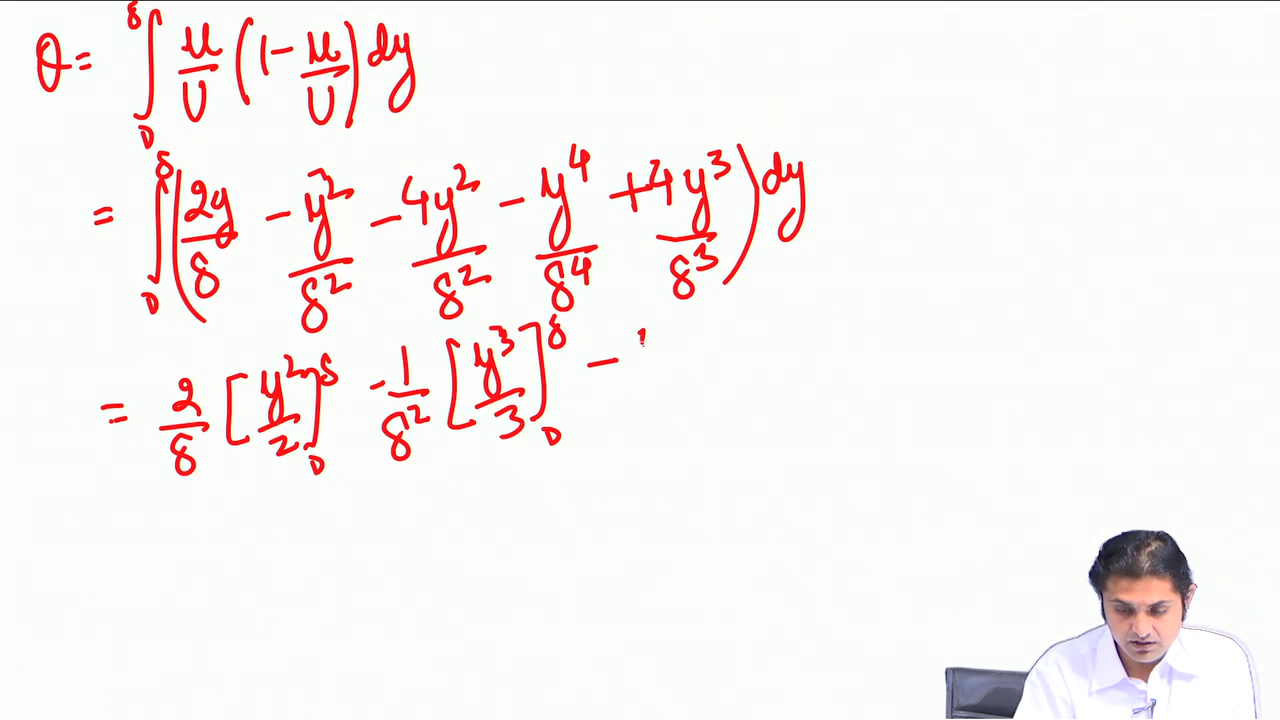 θ = ∫₀^δ u/U (1 - u/U) dy
= ∫₀^δ (2y/δ - y²/δ² - 4y²/δ² - y⁴/δ⁴ + 4y³/δ³) dy
= 2/δ [y²/2]₀^δ - 1/δ² [y³/3]₀^δ -